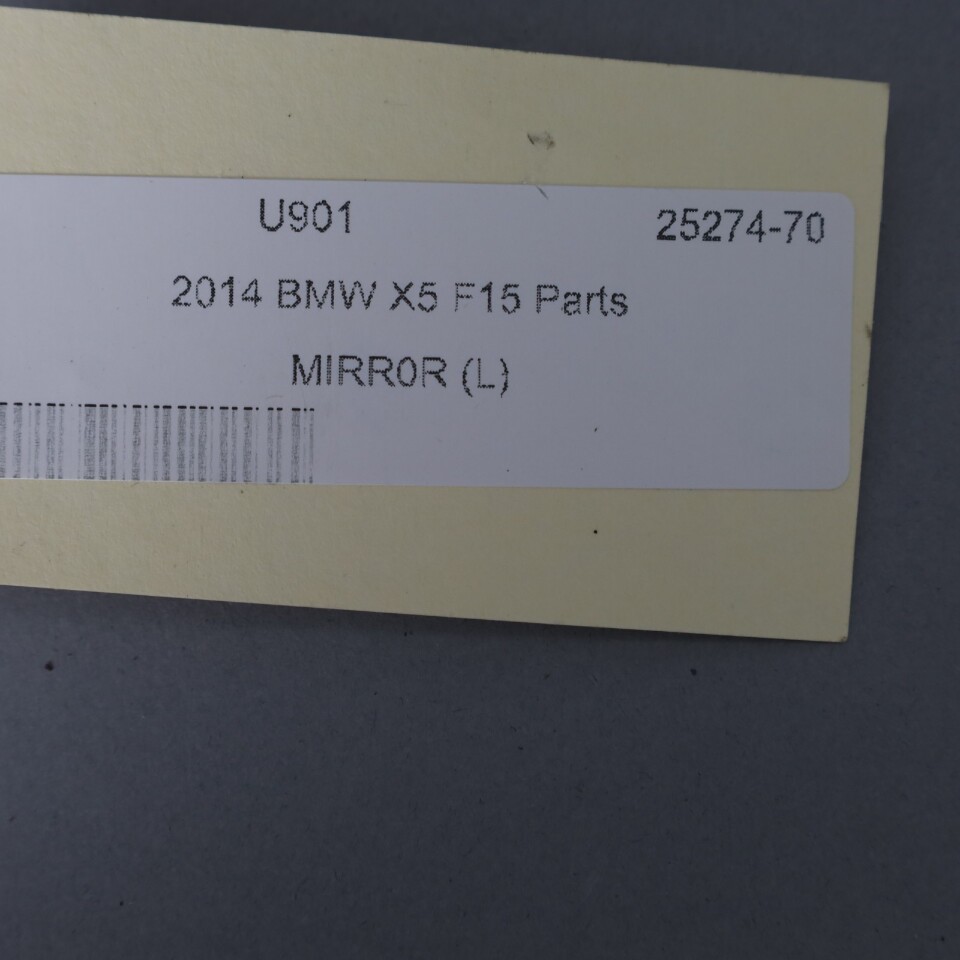 U901 25274-70
2014 BMW X5 F15 Parts
MIRR0R (L)